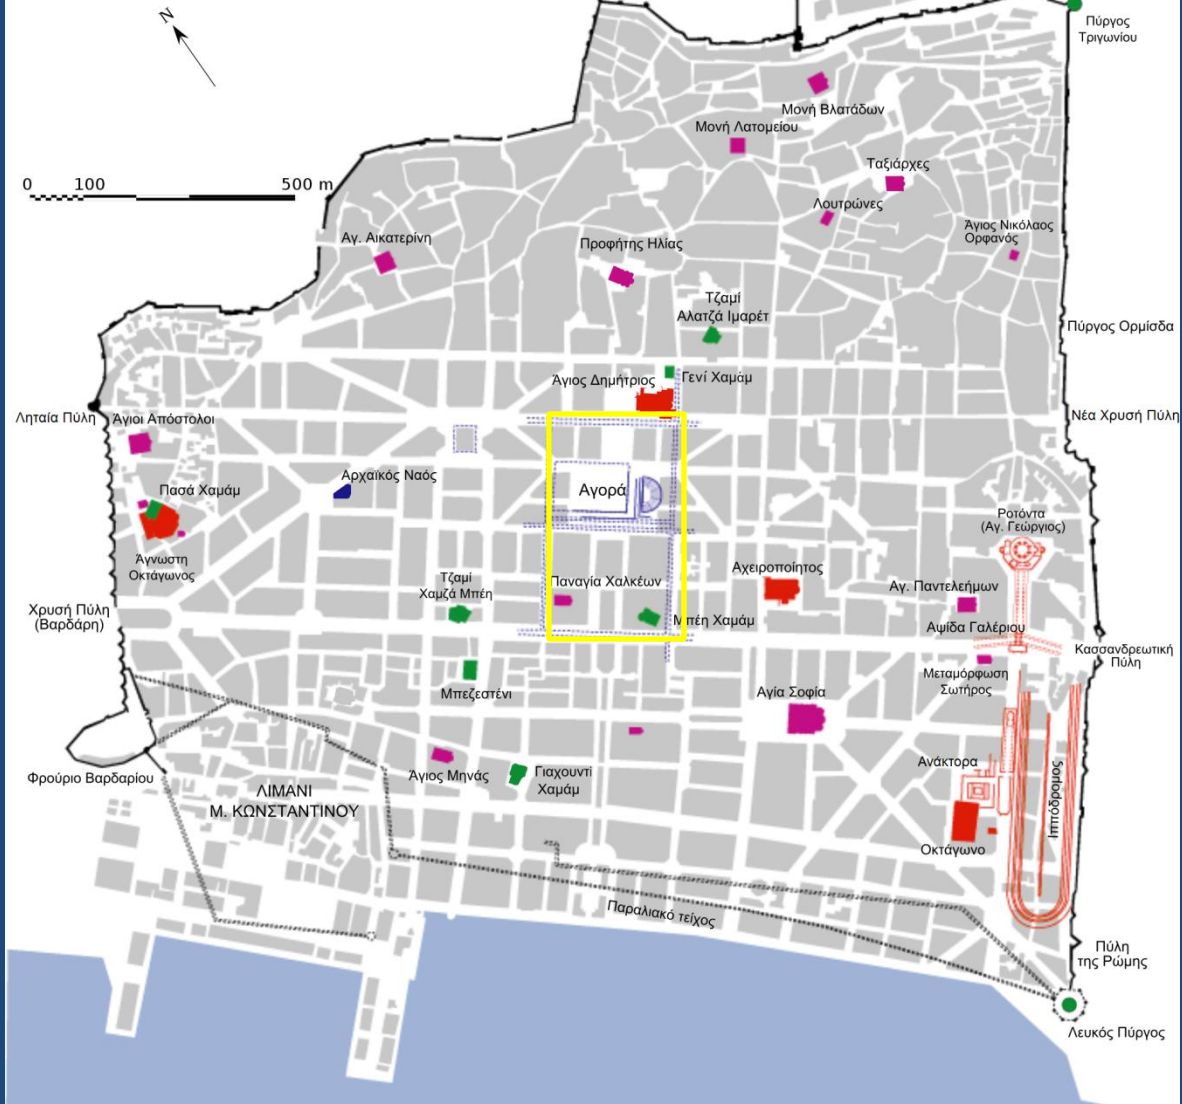 N
Πύργος
Τριγωνίου
Μονή Βλατάδων
Μονή Λατομείου
Ταξιάρχες
0 100 500 m
Λουτρώνες
Άγιος Νικόλαος
Ορφανός
Αγ. Αικατερίνη
Προφήτης Ηλίας
Τζαμί
Αλατζά Ιμαρέτ
Πύργος Ορμίσδα
Άγιος Δημήτριος
Γενί Χαμάμ
Ληταία Πύλη
Άγιοι Απόστολοι
Νέα Χρυσή Πύλη
Αρχαϊκός Ναός
Πασά Χαμάμ
Αγορά
Ροτόντα
(Αγ. Γεώργιος)
Άγνωστη
Οκτάγωνος
Τζαμί
Χαμζά Μπέη
Παναγία Χαλκέων
Αχειροποίητος
Αγ. Παντελεήμων
Χρυσή Πύλη
(Βαρδάρη)
Μπέη Χαμάμ
Αψίδα Γαλέριου
Κασσανδρεωτική
Πύλη
Μεταμόρφωση
Σωτήρος
Μπεζεστένι
Αγία Σοφία
Φρούριο Βαρδαρίου
Άγιος Μηνάς
Γιαχουντί
Χαμάμ
Ανάκτορα
ΛΙΜΑΝΙ
Μ. ΚΩΝΣΤΑΝΤΙΝΟΥ
Ιππόδρομος
Οκτάγωνο
Παραλιακό τείχος
Πύλη
της Ρώμης
Λευκός Πύργος